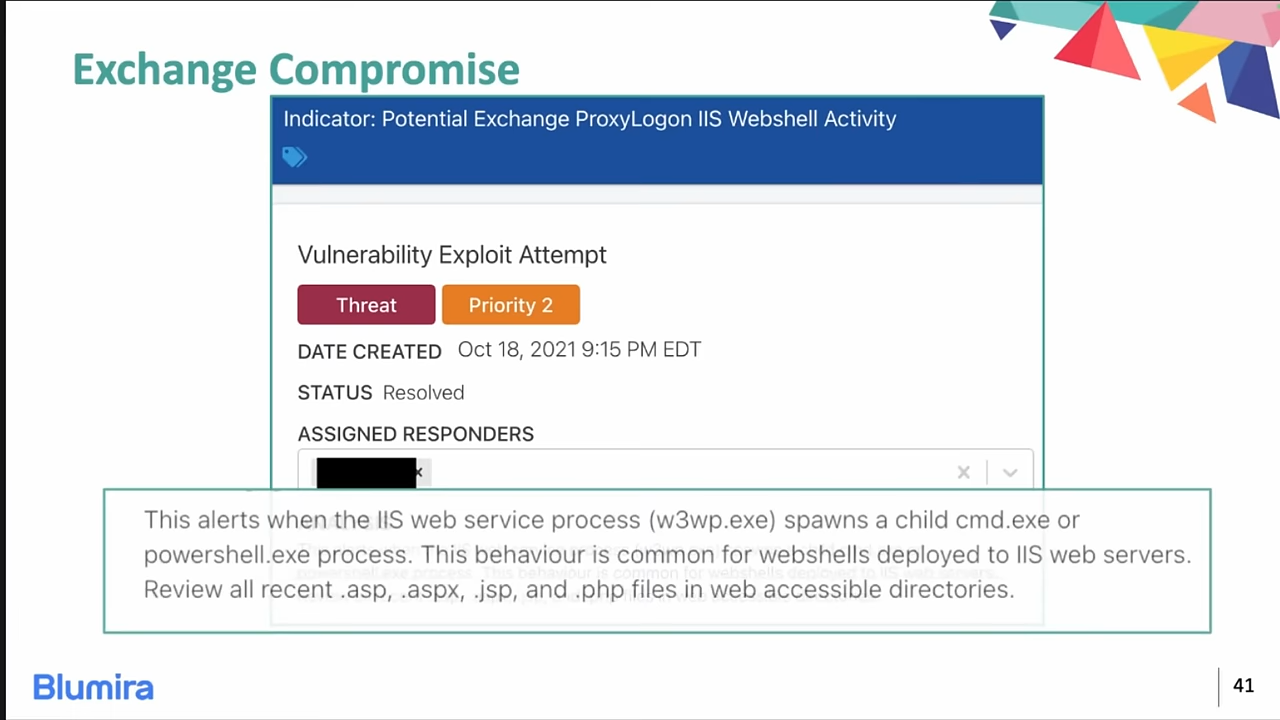 Exchange Compromise
Indicator: Potential Exchange ProxyLogon IIS Webshell Activity
Vulnerability Exploit Attempt
Threat
Priority 2
DATE CREATED Oct 18, 2021 9:15 PM EDT
STATUS Resolved
ASSIGNED RESPONDERS
This alerts when the IIS web service process (w3wp.exe) spawns a child cmd.exe or
powershell.exe process. This behaviour is common for webshells deployed to IIS web servers.
Review all recent .asp, .aspx, .jsp, and .php files in web accessible directories.
Blumira
41